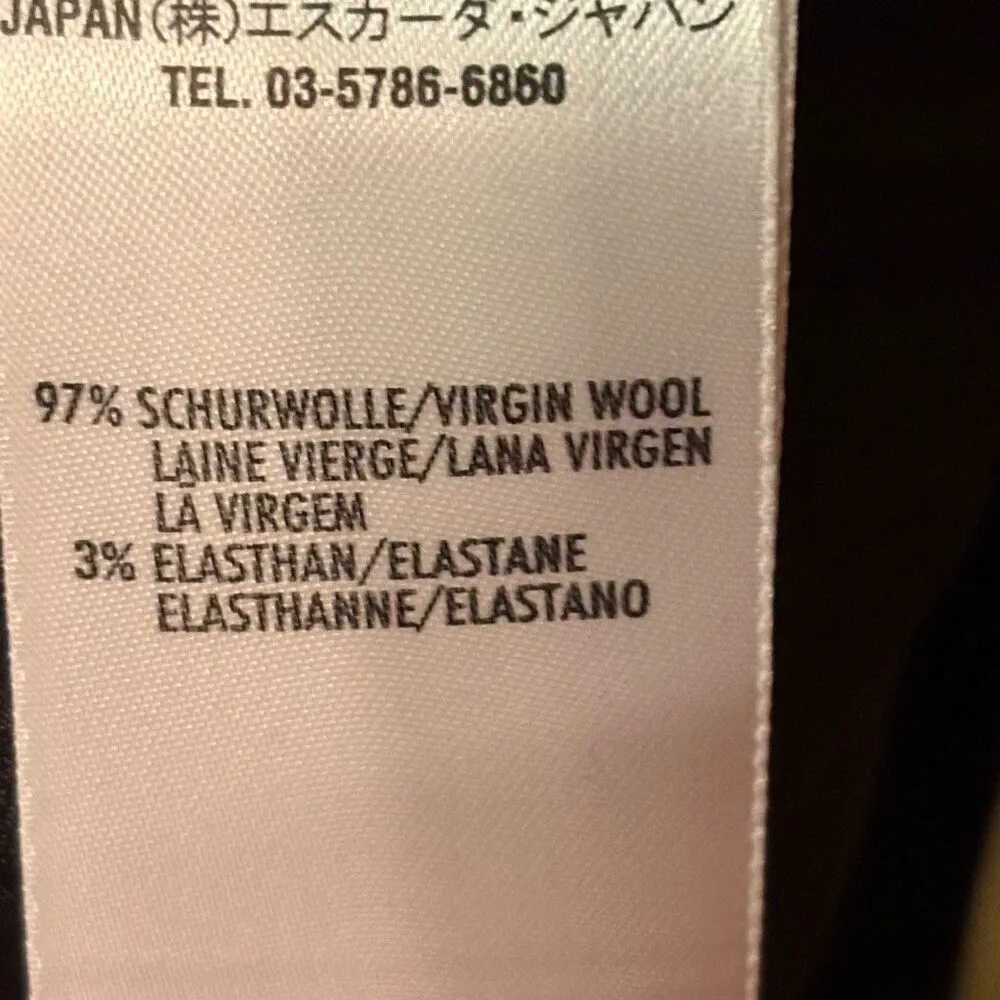 JAPAN(株)エスカーダ・ジャパン
TEL. 03-5786-6860
97% SCHURWOLLE/VIRGIN WOOL
LAINE VIERGE/LANA VIRGEN
LA VIRGEM
3% ELASTHAN/ELASTANE
ELASTHANNE/ELASTANO